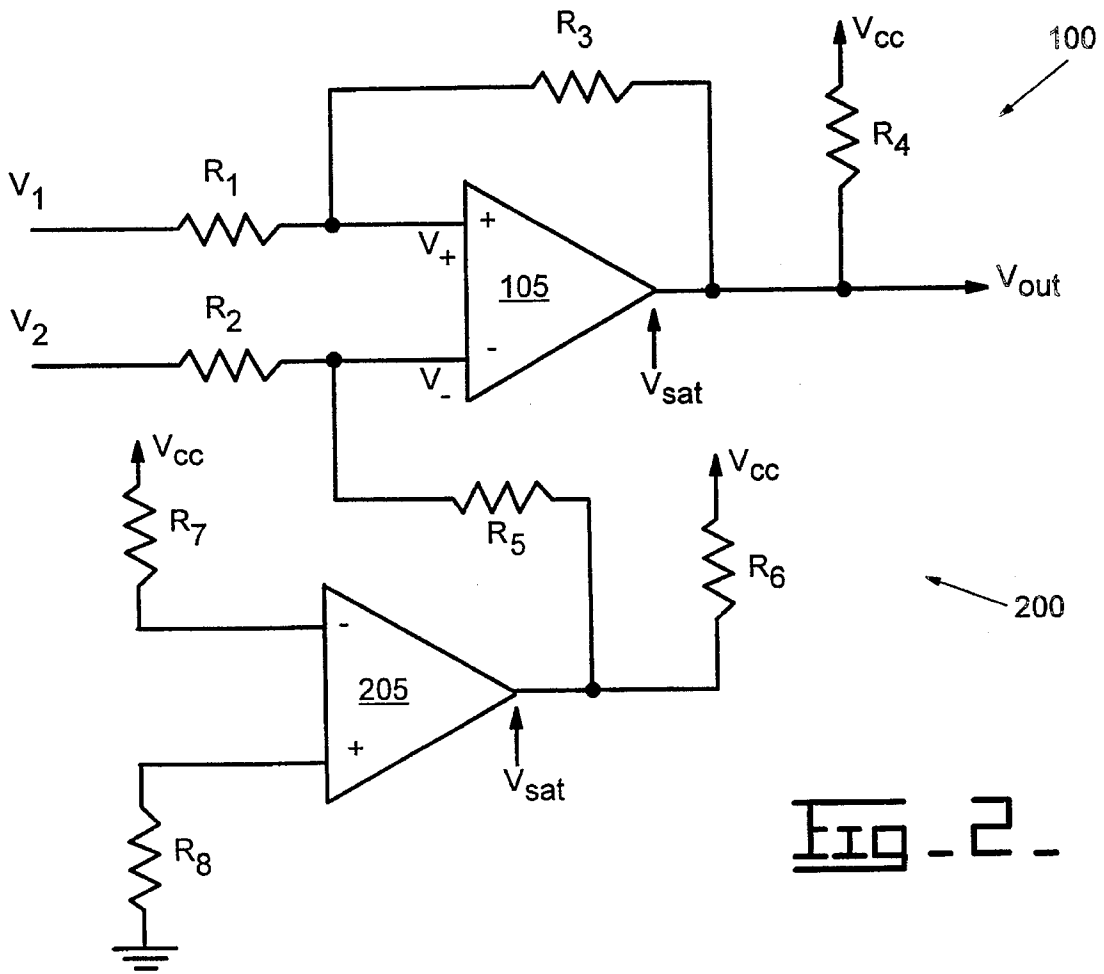 R3
Vcc
100
R4
R1
V1
+
V+
105
Vout
R2
V2
-
V-
Vsat
Vcc
Vcc
R7
R5
R6
200
-
205
+
Vsat
R8
Fig_2_